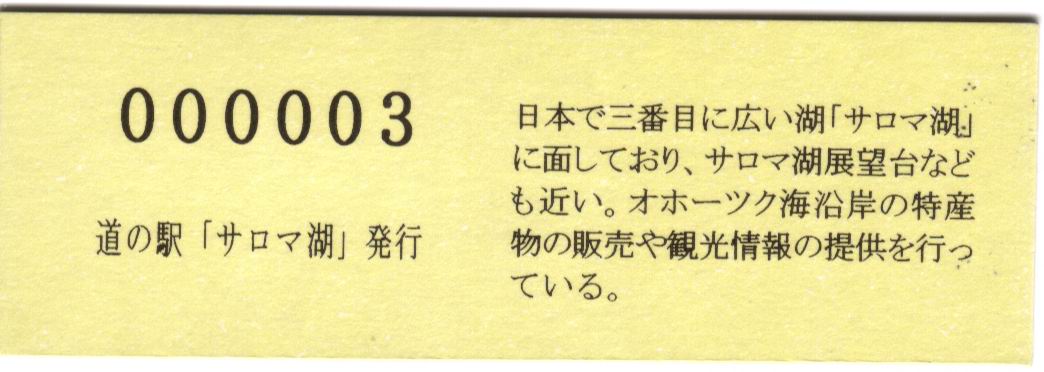 000003
道の駅「サロマ湖」発行
日本で三番目に広い湖「サロマ湖」
に面しており、サロマ湖展望台など
も近い。オホーツク海沿岸の特産
物の販売や観光情報の提供を行っ
ている。